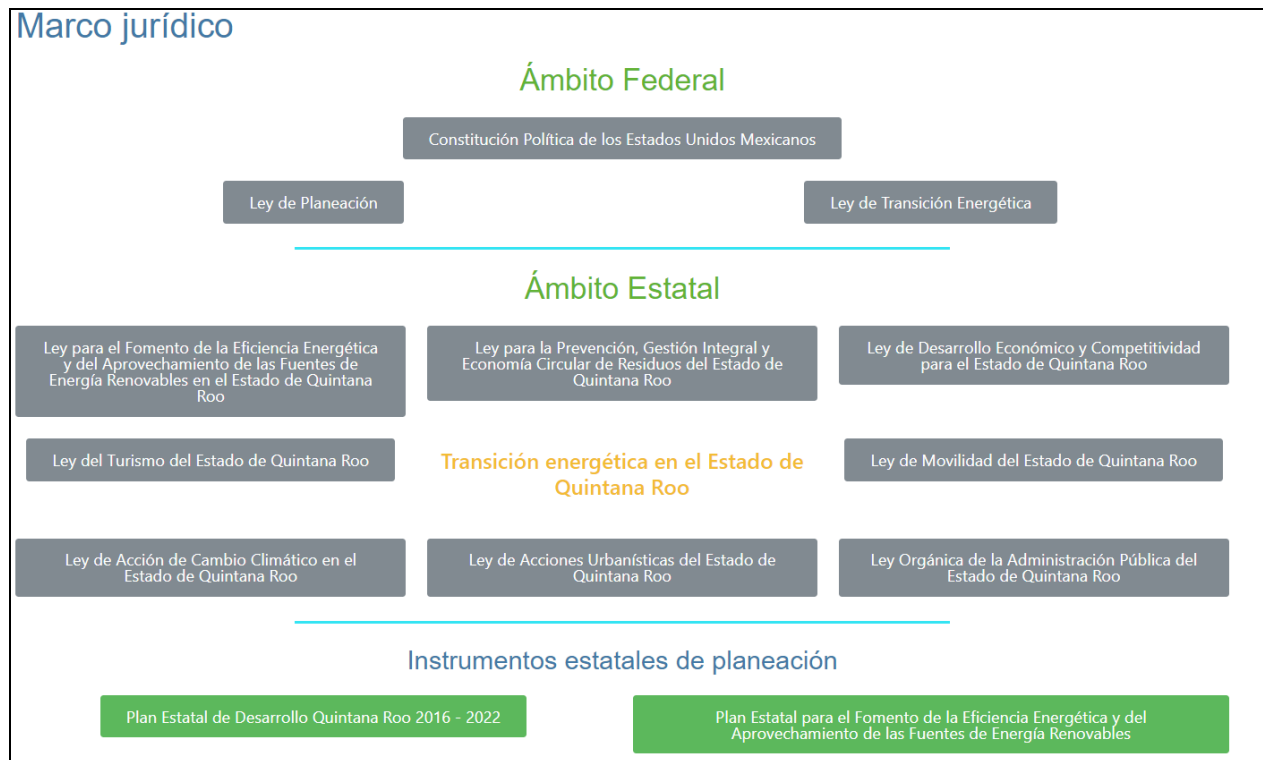 Marco jurídico
Ámbito Federal
Constitución Política de los Estados Unidos Mexicanos
Ley de Planeación
Ley de Transición Energética
Ámbito Estatal
Ley para el Fomento de la Eficiencia Energética
y del Aprovechamiento de las Fuentes de
Energía Renovables en el Estado de Quintana
Roo
Ley para la Prevención, Gestión Integral y
Economía Circular de Residuos del Estado de
Quintana Roo
Ley de Desarrollo Económico y Competitividad
para el Estado de Quintana Roo
Ley del Turismo del Estado de Quintana Roo
Transición energética en el Estado de
Quintana Roo
Ley de Movilidad del Estado de Quintana Roo
Ley de Acción de Cambio Climático en el
Estado de Quintana Roo
Ley de Acciones Urbanísticas del Estado de
Quintana Roo
Ley Orgánica de la Administración Pública del
Estado de Quintana Roo
Instrumentos estatales de planeación
Plan Estatal de Desarrollo Quintana Roo 2016 - 2022
Plan Estatal para el Fomento de la Eficiencia Energética y del
Aprovechamiento de las Fuentes de Energía Renovables